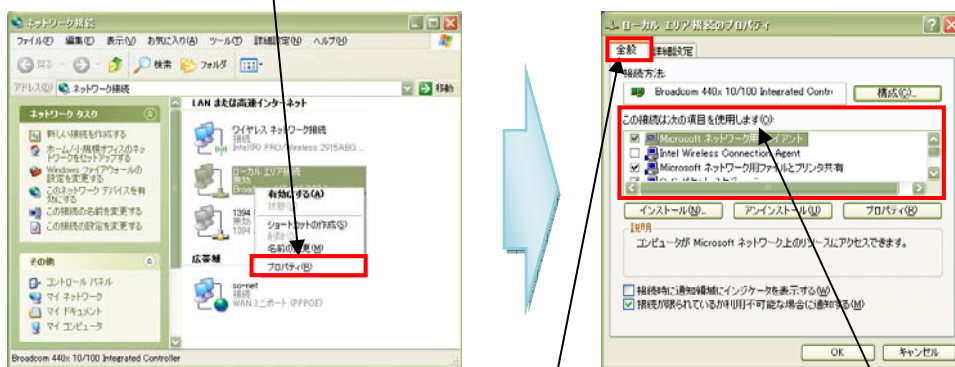 ネットワーク接続
ファイル(F) 編集(E) 表示(V) お気に入り(A) ツール(T) 詳細設定(N) ヘルプ(H)
戻る 検索 フォルダ
アドレス(D) ネットワーク接続 移動
ネットワーク タスク
新しい接続を作成する
ホーム/小規模オフィスのネットワークをセットアップする
Windows ファイアウォールの設定を変更する
このネットワーク デバイスを有効にする
この接続の名前を変更する
この接続の設定を変更する
その他
コントロール パネル
マイ ネットワーク
マイ ドキュメント
マイ コンピュータ
LAN または高速インターネット
ワイヤレス ネットワーク接続
接続
Intel(R) PRO/Wireless 2915ABG ...
ローカル エリア接続
無効
有効にする(A)
状態(U)
ショートカットの作成(S)
削除(D)
名前の変更(M)
プロパティ(R)
1394
無効
1394
広帯域
so-net
接続
WAN ミニポート (PPPOE)
Broadcom 440x 10/100 Integrated Controller
ローカル エリア接続のプロパティ
全般 詳細設定
接続方法:
Broadcom 440x 10/100 Integrated Contr
構成(C)...
この接続は次の項目を使用します(O):
Microsoft ネットワーク用クライアント
Intel Wireless Connection Agent
Microsoft ネットワーク用ファイルとプリンタ共有
インストール(N)... アンインストール(U) プロパティ(R)
説明
コンピュータが Microsoft ネットワーク上のリソースにアクセスできます。
接続時に通知領域にインジケータを表示する(W)
接続が限られているか利用不可能な場合に通知する(M)
OK キャンセル